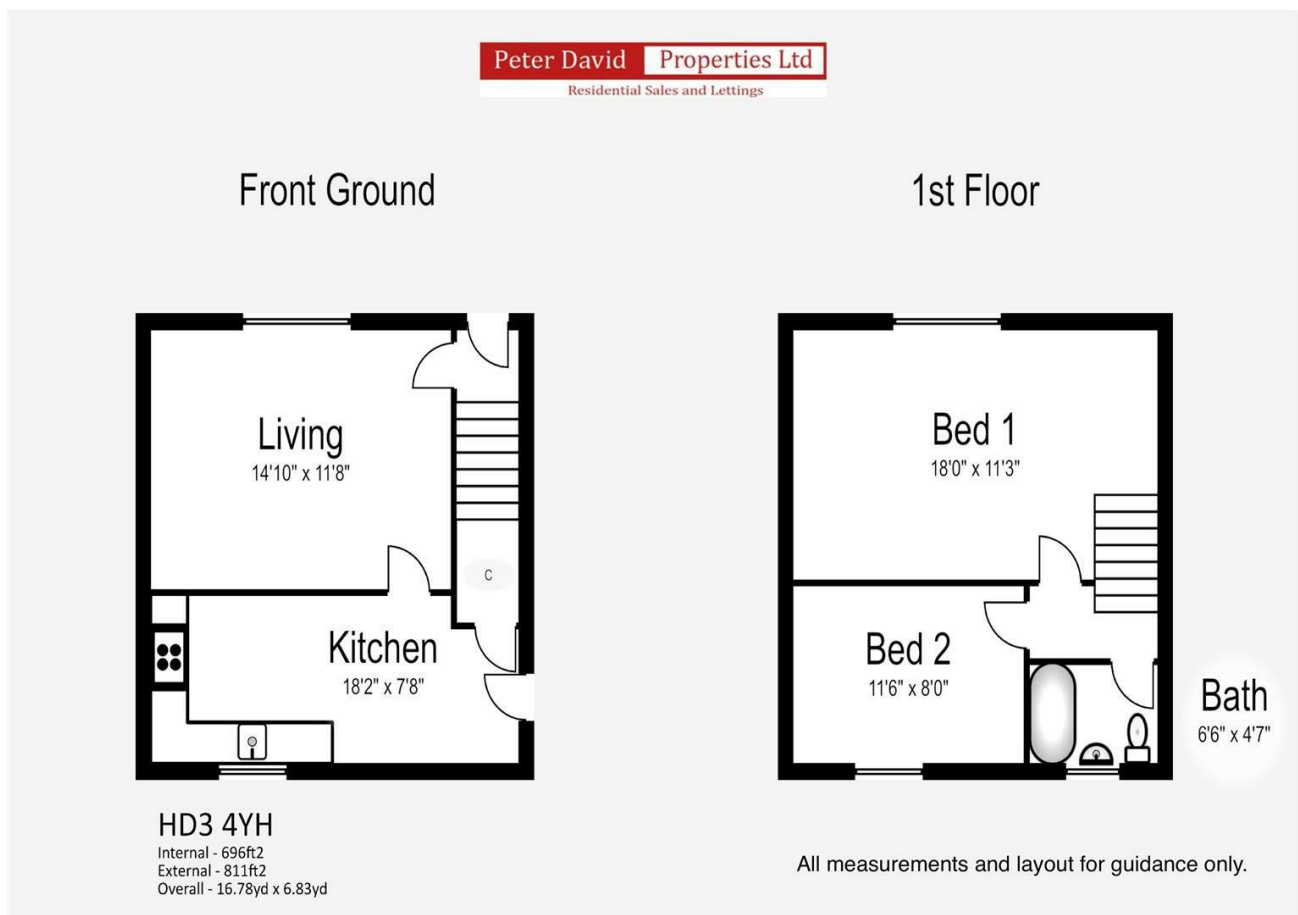 Peter David Properties Ltd
Residential Sales and Lettings
Front Ground
1st Floor
Living
14'10" x 11'8"
C
Kitchen
18'2" x 7'8"
Bed 1
18'0" x 11'3"
Bed 2
11'6" x 8'0"
Bath
6'6" x 4'7"
HD3 4YH
Internal - 696ft2
External - 811ft2
Overall - 16.78yd x 6.83yd
All measurements and layout for guidance only.